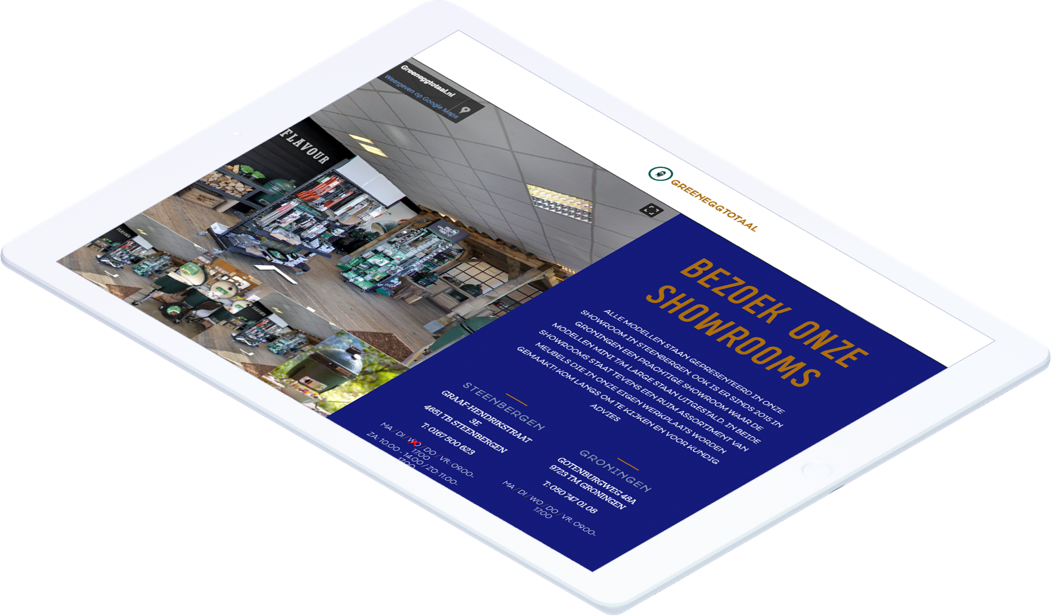 Greeneggtotaal.nl
Weergeven op Google Maps
FLAVOUR
GREENEGGTOTAAL
BEZOEK ONZE
SHOWROOMS
ALLE MODELLEN STAAN GEPRESENTEERD IN ONZE
SHOWROOM IN STEENBERGEN. OOK IS ER SINDS 2015 IN
GRONINGEN EEN PRACHTIGE SHOWROOM WAAR DE
MODELLEN MINI T/M LARGE STAAN UITGESTALD. IN BEIDE
SHOWROOMS STAAT TEVENS EEN RUIM ASSORTIMENT VAN
MEUBELS DIE IN ONZE EIGEN WERKPLAATS WORDEN
GEMAAKT! KOM LANGS OM TE KIJKEN EN VOOR KUNDIG
ADVIES
STEENBERGEN
GRAAF-HENDRIKSTRAAT
3E
4651 TB STEENBERGEN
T: 0167 500 623
MA | DI | WO | DO | VR: 09.00-
17.00
ZA: 10.00 - 14.00 | ZO: 11.00-
GRONINGEN
GOTENBURGWEG 48A
9723 TM GRONINGEN
T: 050 747 01 08
MA | DI | WO | DO | VR: 09.00-
17.00